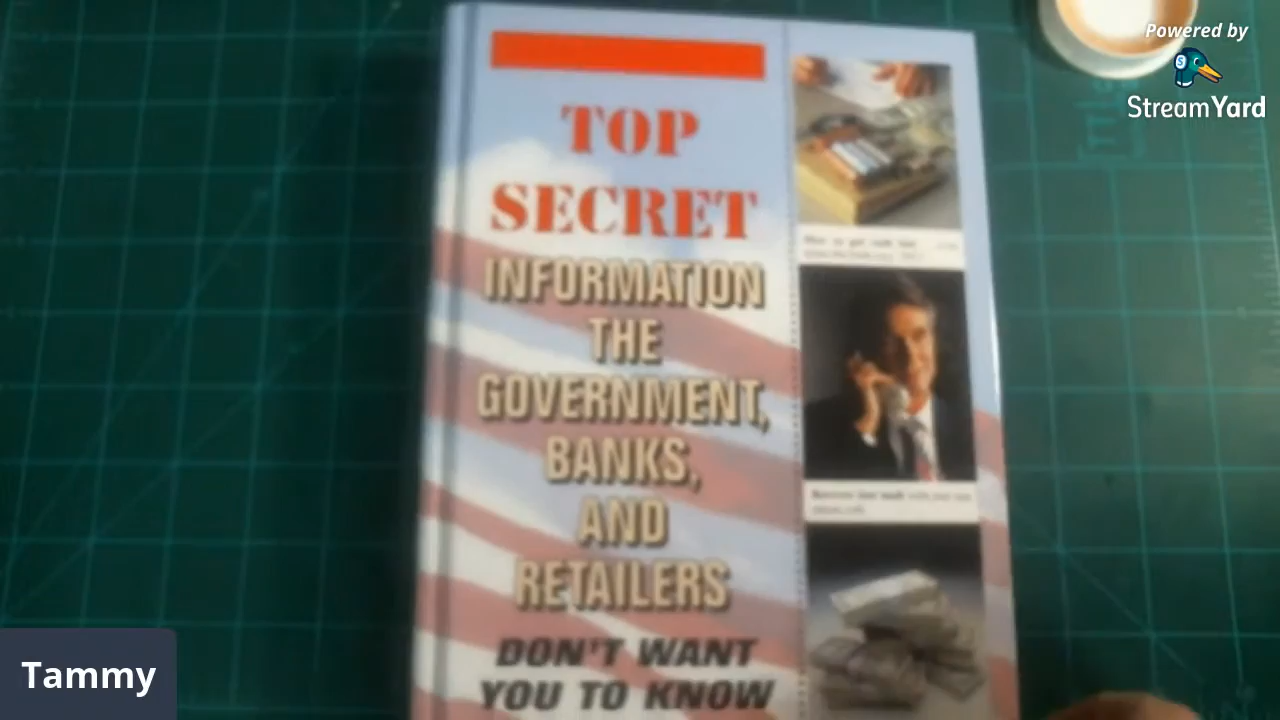 TOP
SECRET
INFORMATION
THE
GOVERNMENT,
BANKS,
AND
RETAILERS
DON'T WANT
YOU TO KNOW
Powered by
StreamYard
Tammy